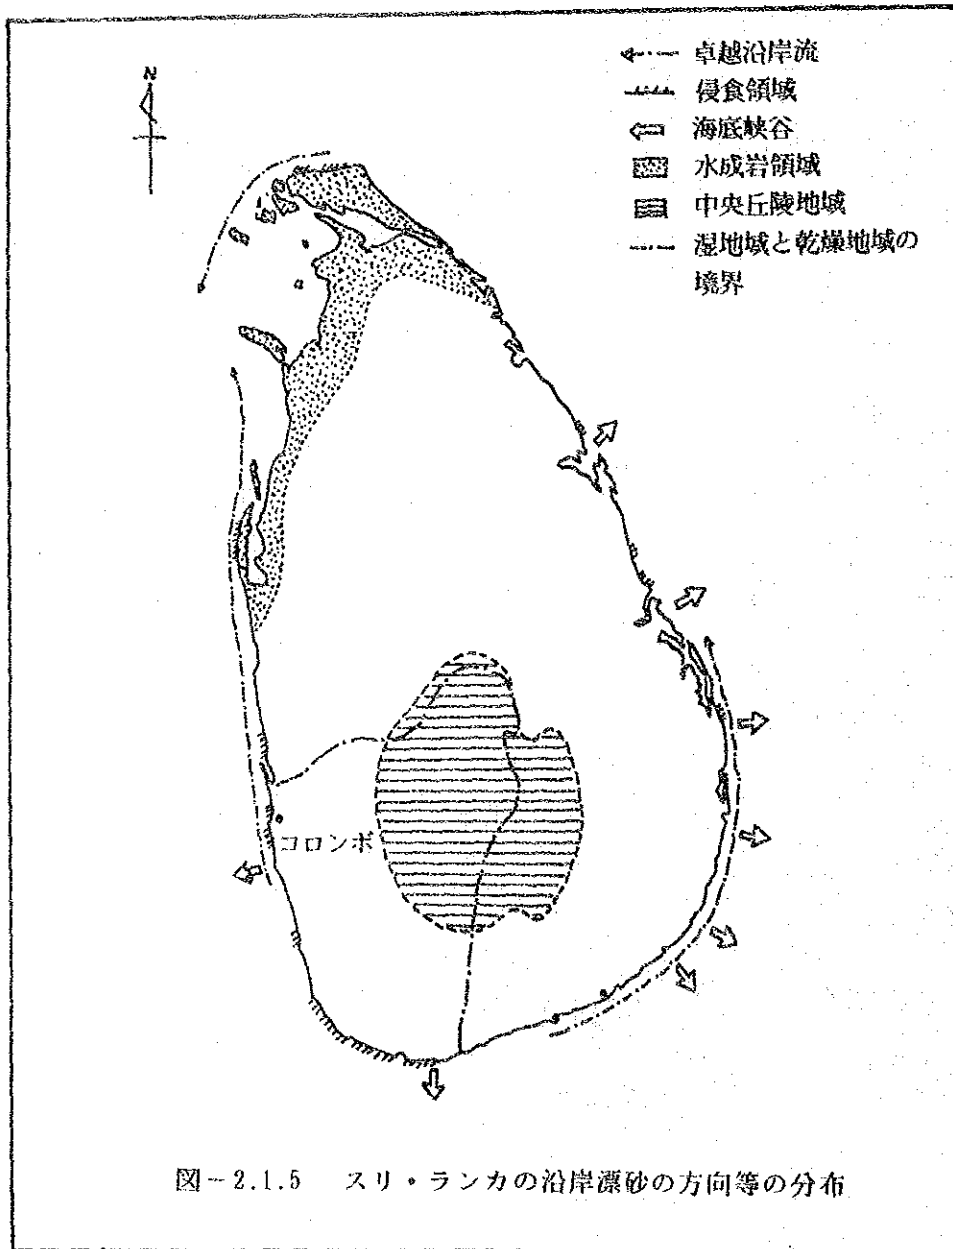 N
卓越沿岸流
侵食領域
海底峡谷
水成岩領域
中央丘陵地域
湿地域と乾燥地域の
境界
コロンボ
図-2.1.5 スリ・ランカの沿岸漂砂の方向等の分布